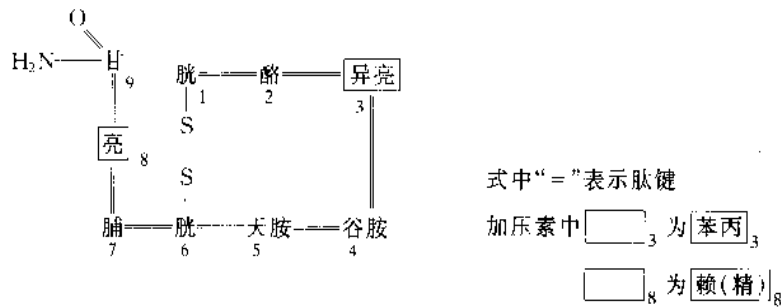 O
H₂N—甘 9
胱 1 酪 2 异亮 3
S
亮 8
S
脯 7 胱 6 天胺 5 谷胺 4
式中“=”表示肽键
加压素中 3 为 苯丙 3
8 为 赖(精) 8